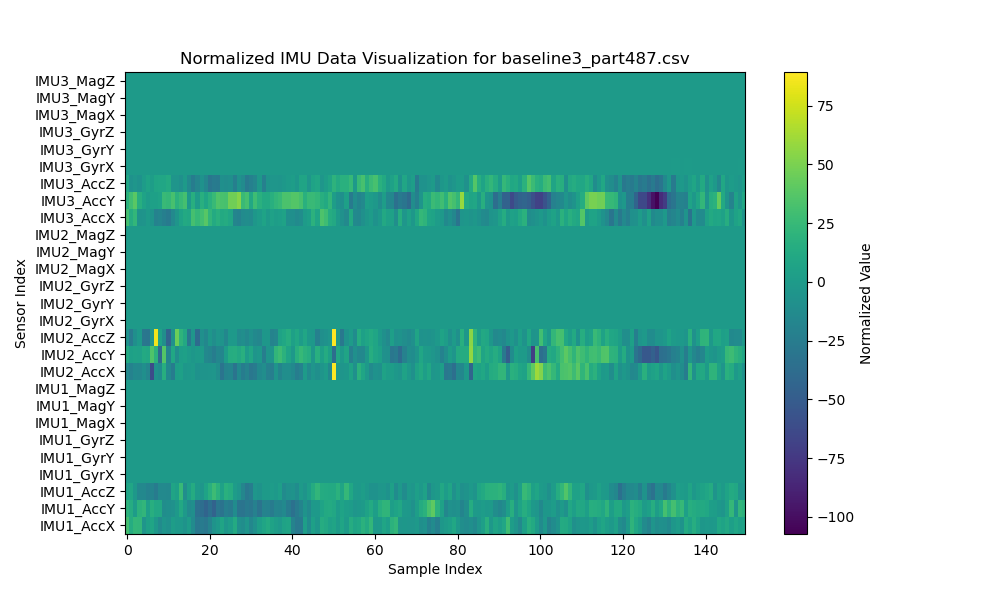 Normalized IMU Data Visualization for baseline3_part487.csv
IMU3_MagZ
IMU3_MagY
IMU3_MagX
IMU3_GyrZ
IMU3_GyrY
IMU3_GyrX
IMU3_AccZ
IMU3_AccY
IMU3_AccX
IMU2_MagZ
IMU2_MagY
IMU2_MagX
IMU2_GyrZ
IMU2_GyrY
IMU2_GyrX
IMU2_AccZ
IMU2_AccY
IMU2_AccX
IMU1_MagZ
IMU1_MagY
IMU1_MagX
IMU1_GyrZ
IMU1_GyrY
IMU1_GyrX
IMU1_AccZ
IMU1_AccY
IMU1_AccX
Sensor Index
0 20 40 60 80 100 120 140
Sample Index
75
50
25
0
−25
−50
−75
−100
Normalized Value